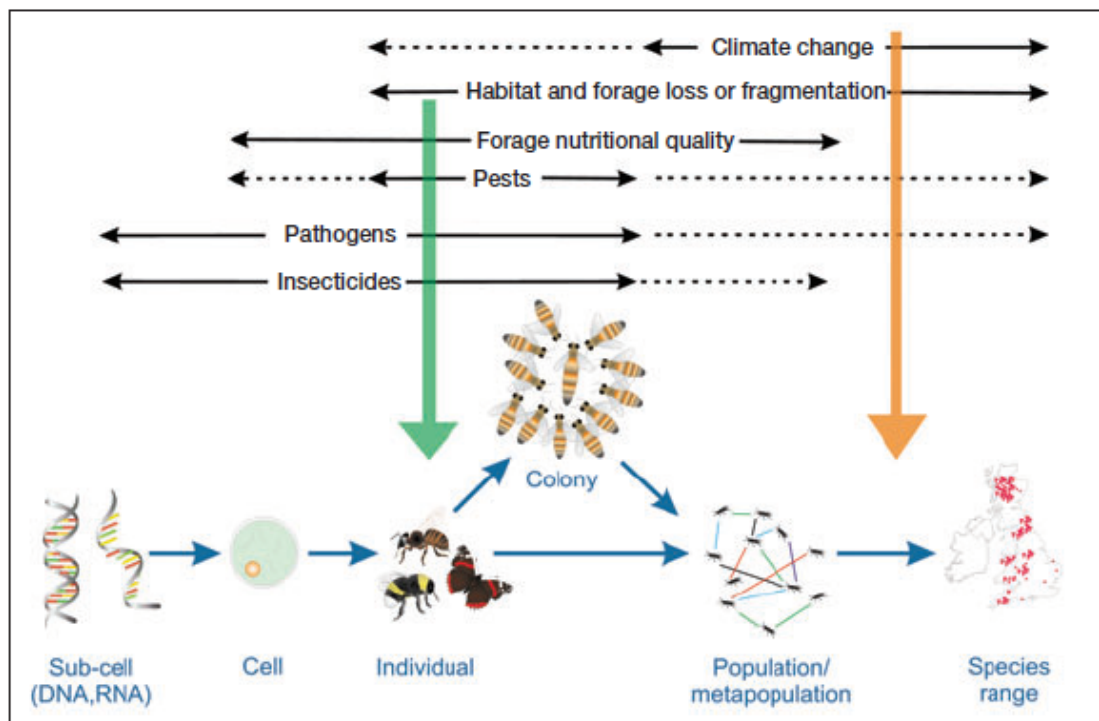 Climate change
Habitat and forage loss or fragmentation
Forage nutritional quality
Pests
Pathogens
Insecticides
Colony
Sub-cell
(DNA,RNA)
Cell
Individual
Population/
metapopulation
Species
range